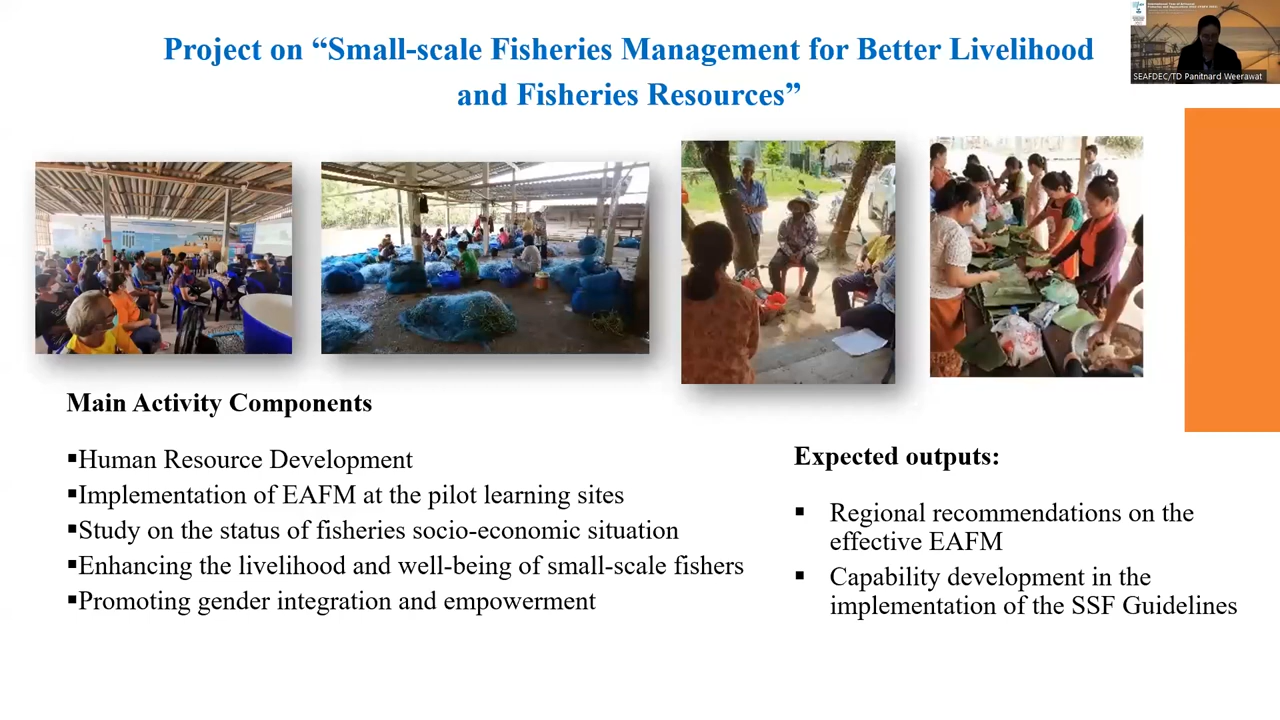 Project on “Small-scale Fisheries Management for Better Livelihood
and Fisheries Resources”
SEAFDEC/TD Panitnard Weerawat
Main Activity Components
▪Human Resource Development
▪Implementation of EAFM at the pilot learning sites
▪Study on the status of fisheries socio-economic situation
▪Enhancing the livelihood and well-being of small-scale fishers
▪Promoting gender integration and empowerment
Expected outputs:
▪ Regional recommendations on the
effective EAFM
▪ Capability development in the
implementation of the SSF Guidelines